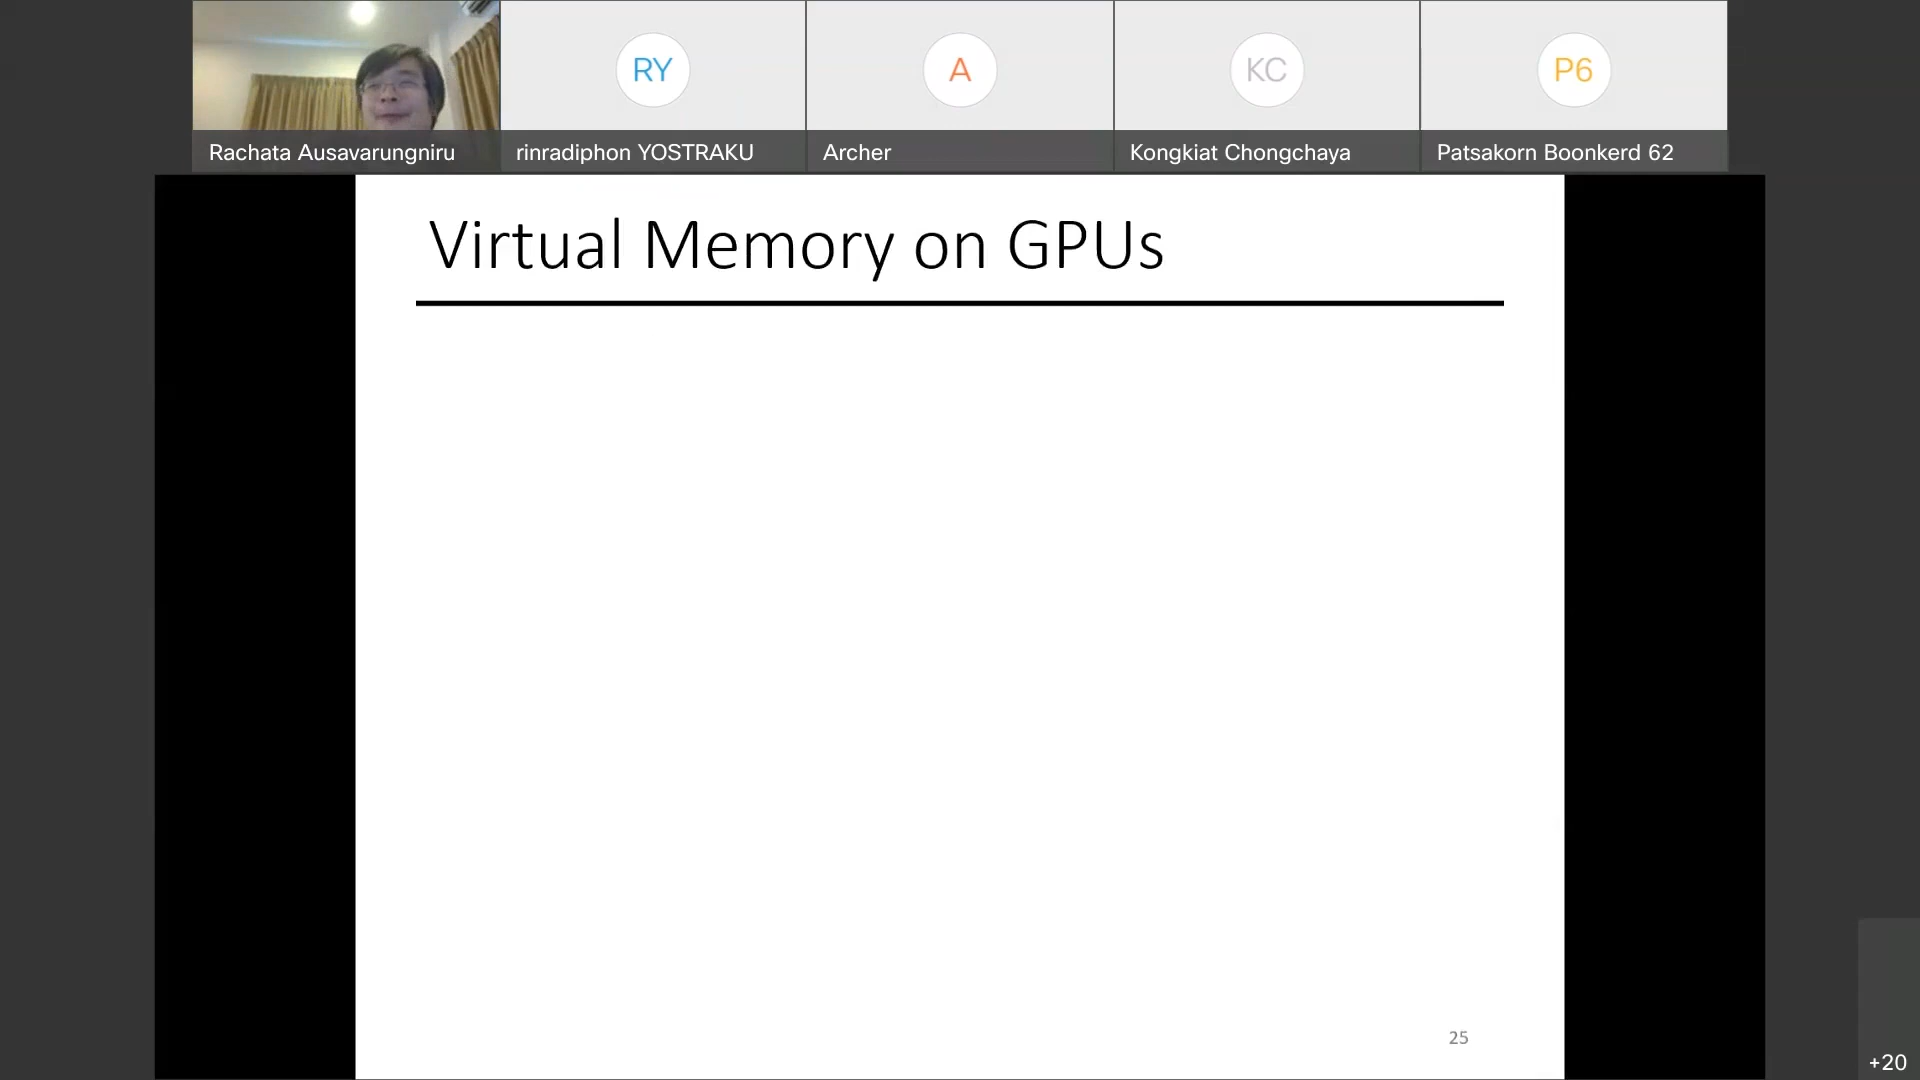 RY
A
KC
P6
Rachata Ausavarungniru
rinradiphon YOSTRAKU
Archer
Kongkiat Chongchaya
Patsakorn Boonkerd 62
Virtual Memory on GPUs
25
+20